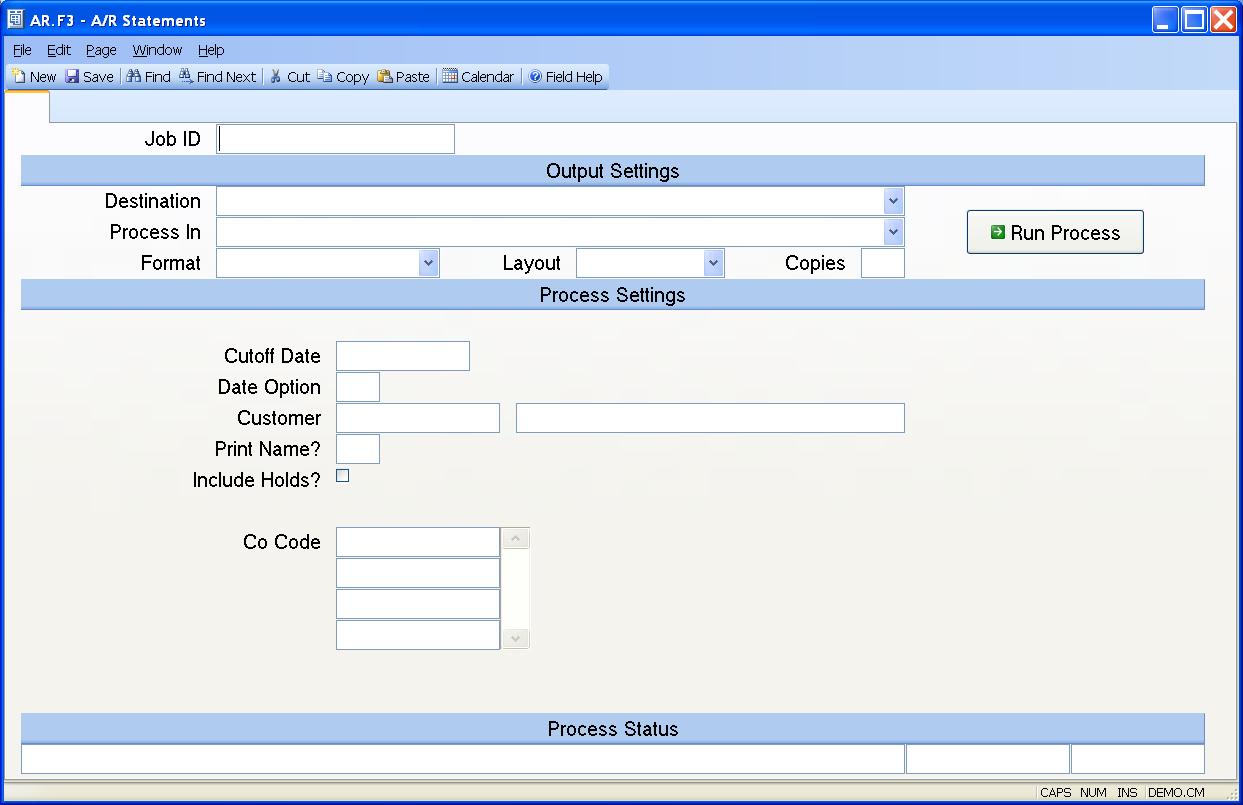 AR.F3 - A/R Statements
File Edit Page Window Help
New Save Find Find Next Cut Copy Paste Calendar Field Help
Job ID
Output Settings
Destination
Process In
Run Process
Format Layout Copies
Process Settings
Cutoff Date
Date Option
Customer
Print Name?
Include Holds?
Co Code
Process Status
CAPS NUM INS DEMO.CM